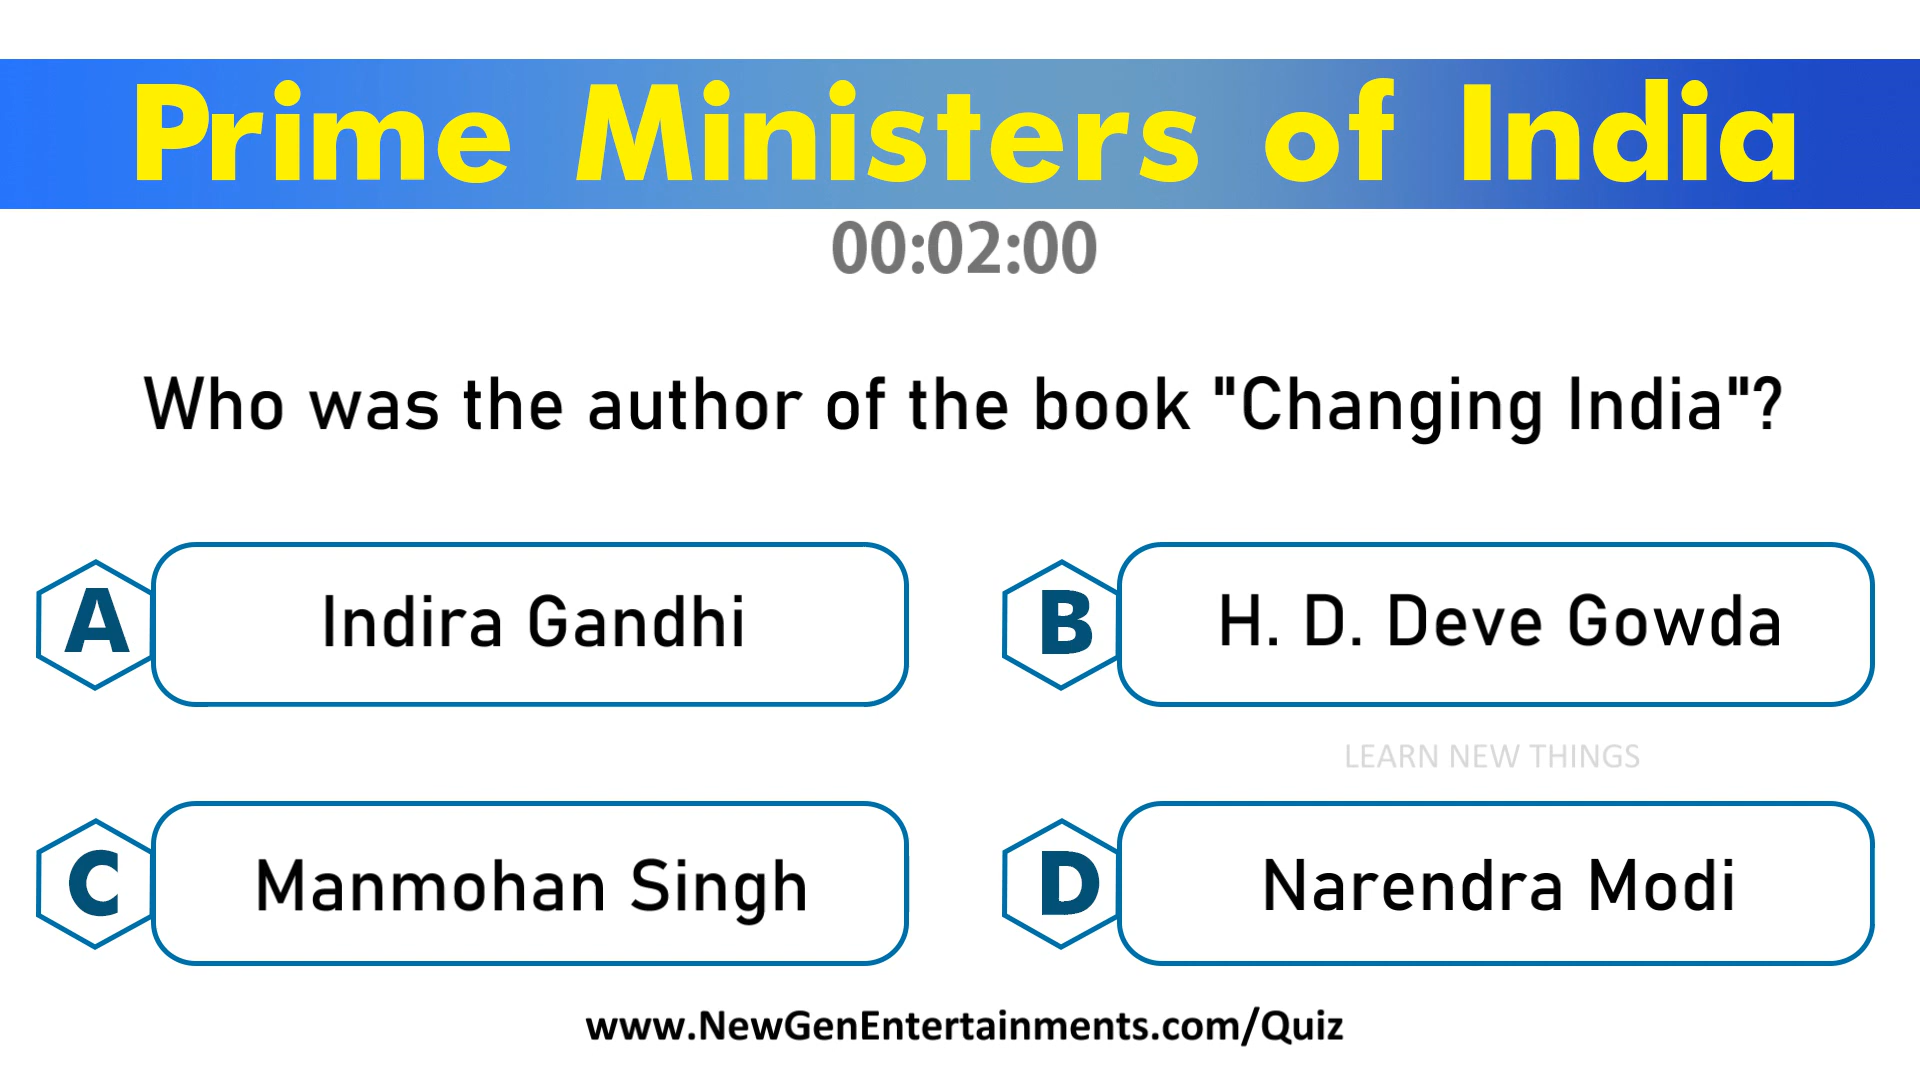 Prime Ministers of India
00:02:00
Who was the author of the book "Changing India"?
A Indira Gandhi
B H. D. Deve Gowda
LEARN NEW THINGS
C Manmohan Singh
D Narendra Modi
www.NewGenEntertainments.com/Quiz